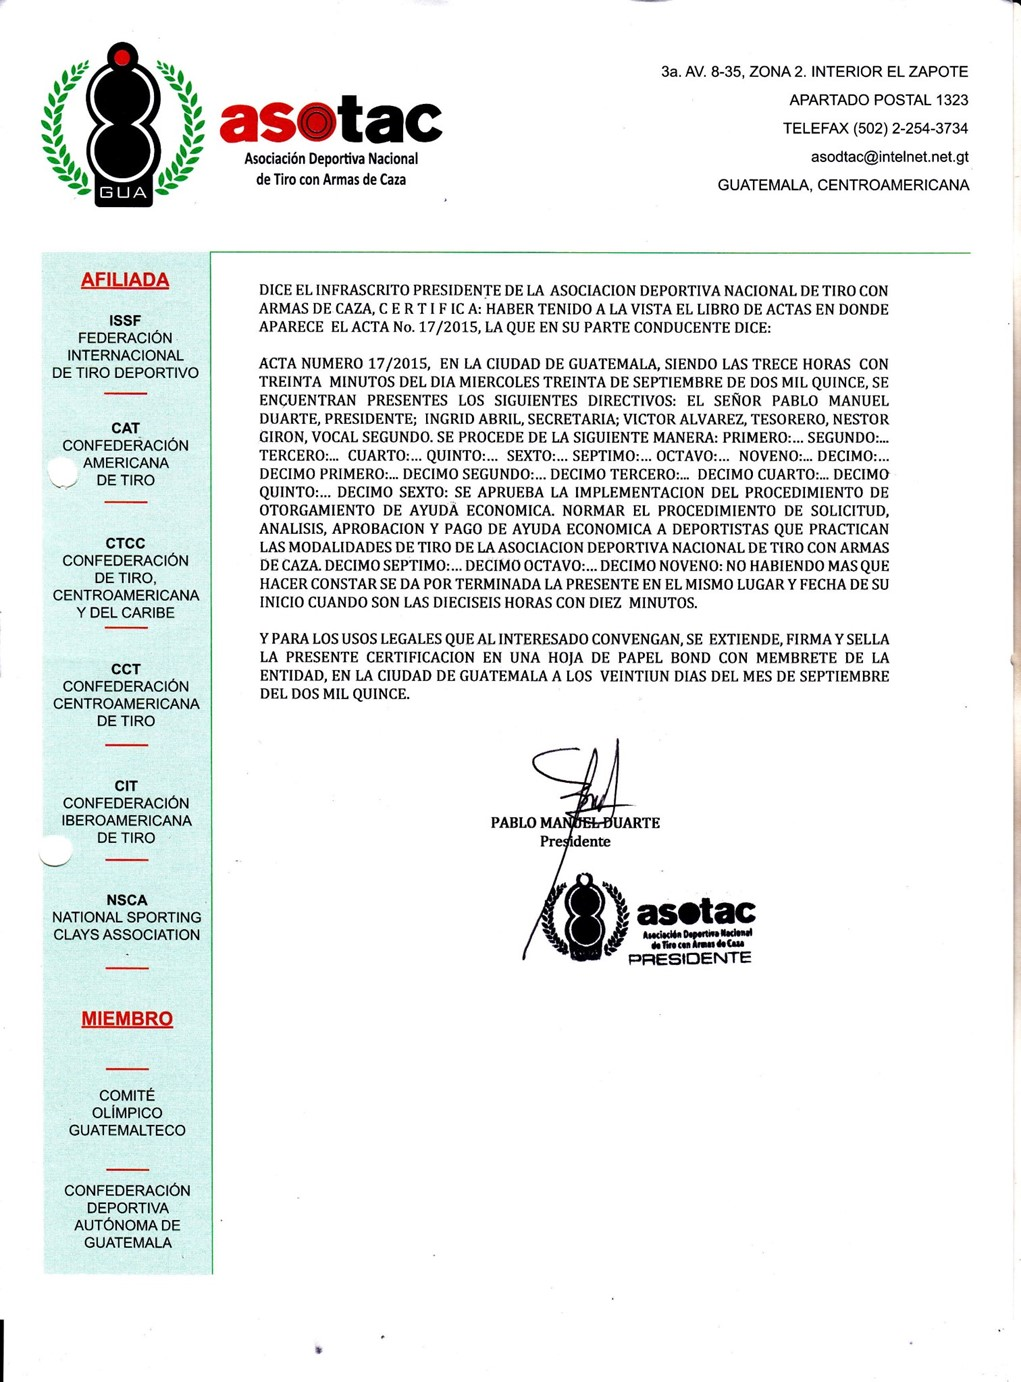 GUA
asotac
Asociación Deportiva Nacional
de Tiro con Armas de Caza
3a. AV. 8-35, ZONA 2. INTERIOR EL ZAPOTE
APARTADO POSTAL 1323
TELEFAX (502) 2-254-3734
asodtac@intelnet.net.gt
GUATEMALA, CENTROAMERICANA
AFILIADA
ISSF
FEDERACIÓN
INTERNACIONAL
DE TIRO DEPORTIVO
CAT
CONFEDERACIÓN
AMERICANA
DE TIRO
CTCC
CONFEDERACIÓN
DE TIRO,
CENTROAMERICANA
Y DEL CARIBE
CCT
CONFEDERACIÓN
CENTROAMERICANA
DE TIRO
CIT
CONFEDERACIÓN
IBEROAMERICANA
DE TIRO
NSCA
NATIONAL SPORTING
CLAYS ASSOCIATION
MIEMBRO
COMITÉ
OLÍMPICO
GUATEMALTECO
CONFEDERACIÓN
DEPORTIVA
AUTÓNOMA DE
GUATEMALA
DICE EL INFRASCRITO PRESIDENTE DE LA ASOCIACION DEPORTIVA NACIONAL DE TIRO CON
ARMAS DE CAZA, C E R T I F I C A: HABER TENIDO A LA VISTA EL LIBRO DE ACTAS EN DONDE
APARECE EL ACTA No. 17/2015, LA QUE EN SU PARTE CONDUCENTE DICE:
ACTA NUMERO 17/2015, EN LA CIUDAD DE GUATEMALA, SIENDO LAS TRECE HORAS CON
TREINTA MINUTOS DEL DIA MIERCOLES TREINTA DE SEPTIEMBRE DE DOS MIL QUINCE, SE
ENCUENTRAN PRESENTES LOS SIGUIENTES DIRECTIVOS: EL SEÑOR PABLO MANUEL
DUARTE, PRESIDENTE; INGRID ABRIL, SECRETARIA; VICTOR ALVAREZ, TESORERO, NESTOR
GIRON, VOCAL SEGUNDO. SE PROCEDE DE LA SIGUIENTE MANERA: PRIMERO:... SEGUNDO:...
TERCERO:... CUARTO:... QUINTO:... SEXTO:... SEPTIMO:... OCTAVO:... NOVENO:... DECIMO:...
DECIMO PRIMERO:... DECIMO SEGUNDO:... DECIMO TERCERO:... DECIMO CUARTO:... DECIMO
QUINTO:... DECIMO SEXTO: SE APRUEBA LA IMPLEMENTACION DEL PROCEDIMIENTO DE
OTORGAMIENTO DE AYUDA ECONOMICA. NORMAR EL PROCEDIMIENTO DE SOLICITUD,
ANALISIS, APROBACION Y PAGO DE AYUDA ECONOMICA A DEPORTISTAS QUE PRACTICAN
LAS MODALIDADES DE TIRO DE LA ASOCIACION DEPORTIVA NACIONAL DE TIRO CON ARMAS
DE CAZA. DECIMO SEPTIMO:... DECIMO OCTAVO:... DECIMO NOVENO: NO HABIENDO MAS QUE
HACER CONSTAR SE DA POR TERMINADA LA PRESENTE EN EL MISMO LUGAR Y FECHA DE SU
INICIO CUANDO SON LAS DIECISEIS HORAS CON DIEZ MINUTOS.
Y PARA LOS USOS LEGALES QUE AL INTERESADO CONVENGAN, SE EXTIENDE, FIRMA Y SELLA
LA PRESENTE CERTIFICACION EN UNA HOJA DE PAPEL BOND CON MEMBRETE DE LA
ENTIDAD, EN LA CIUDAD DE GUATEMALA A LOS VEINTIUN DIAS DEL MES DE SEPTIEMBRE
DEL DOS MIL QUINCE.
PABLO MANUEL DUARTE
Presidente
asotac
Asociación Deportiva Nacional
de Tiro con Armas de Caza
PRESIDENTE